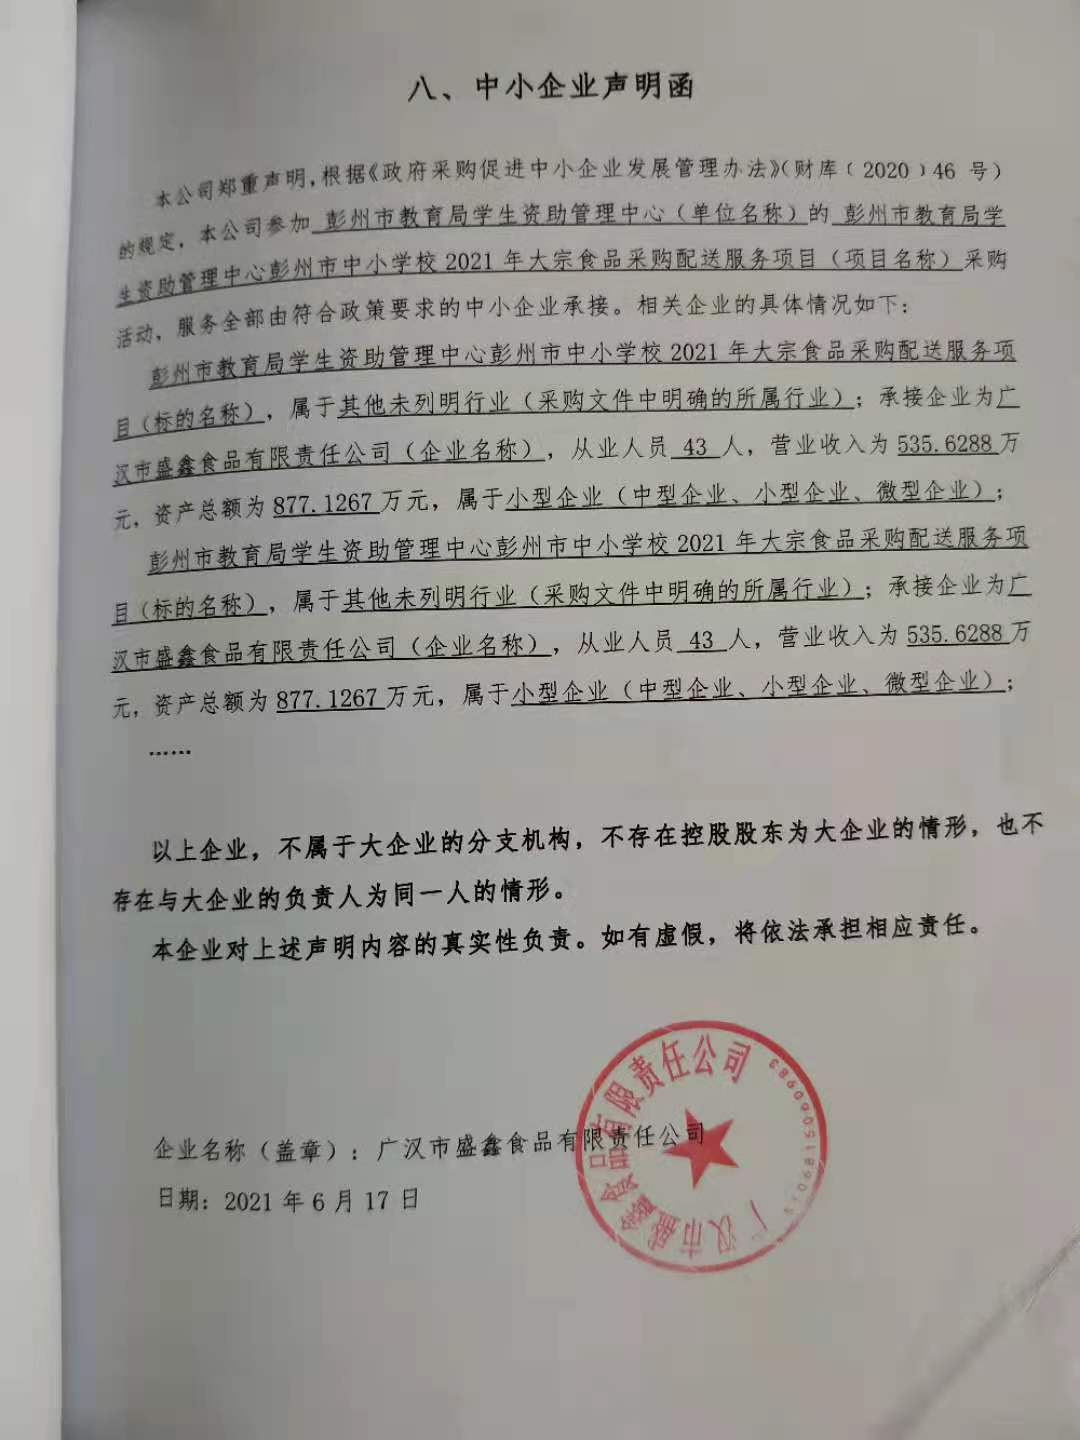 八、中小企业声明函
本公司郑重声明，根据《政府采购促进中小企业发展管理办法》（财库﹝2020﹞46 号）
的规定，本公司参加 彭州市教育局学生资助管理中心（单位名称）的 彭州市教育局学
生资助管理中心彭州市中小学校 2021 年大宗食品采购配送服务项目（项目名称）采购
活动，服务全部由符合政策要求的中小企业承接。相关企业的具体情况如下：
彭州市教育局学生资助管理中心彭州市中小学校 2021 年大宗食品采购配送服务项
目（标的名称），属于其他未列明行业（采购文件中明确的所属行业）；承接企业为广
汉市盛鑫食品有限责任公司（企业名称），从业人员 43 人，营业收入为 535.6288 万
元，资产总额为 877.1267 万元，属于小型企业（中型企业、小型企业、微型企业）；
彭州市教育局学生资助管理中心彭州市中小学校 2021 年大宗食品采购配送服务项
目（标的名称），属于其他未列明行业（采购文件中明确的所属行业）；承接企业为广
汉市盛鑫食品有限责任公司（企业名称），从业人员 43 人，营业收入为 535.6288 万
元，资产总额为 877.1267 万元，属于小型企业（中型企业、小型企业、微型企业）；
……
以上企业，不属于大企业的分支机构，不存在控股股东为大企业的情形，也不
存在与大企业的负责人为同一人的情形。
本企业对上述声明内容的真实性负责。如有虚假，将依法承担相应责任。
企业名称（盖章）：广汉市盛鑫食品有限责任公司
日期：2021 年 6 月 17 日
广汉市盛鑫食品有限责任公司